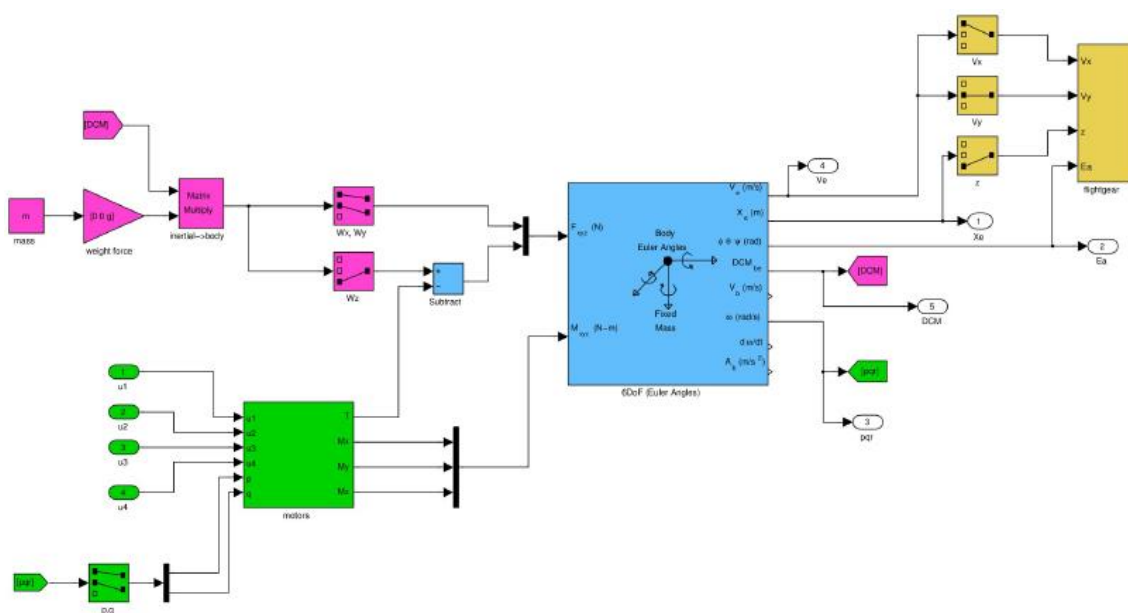 Vx
Vy
z
Vx
Vy
z
Ea
flightgear
[DCM]
m
mass
[0 0 g]
weight force
Matrix
Multiply
inertial->body
Wx, Wy
Wz
+
−
Subtract
F_xyz (N)
M_xyz (N−m)
Body
Euler Angles
Fixed
Mass
V_e (m/s)
X_e (m)
ϕ θ ψ (rad)
DCM_be
V_b (m/s)
ω (rad/s)
dω/dt
A_b (m/s²)
6DoF (Euler Angles)
4
Ve
1
Xe
2
Ea
[DCM]
5
DCM
[pqr]
3
pqr
1
u1
2
u2
3
u3
4
u4
u1
u2
u3
u4
p
q
T
Mx
My
Mx
motors
[pqr]
p,q